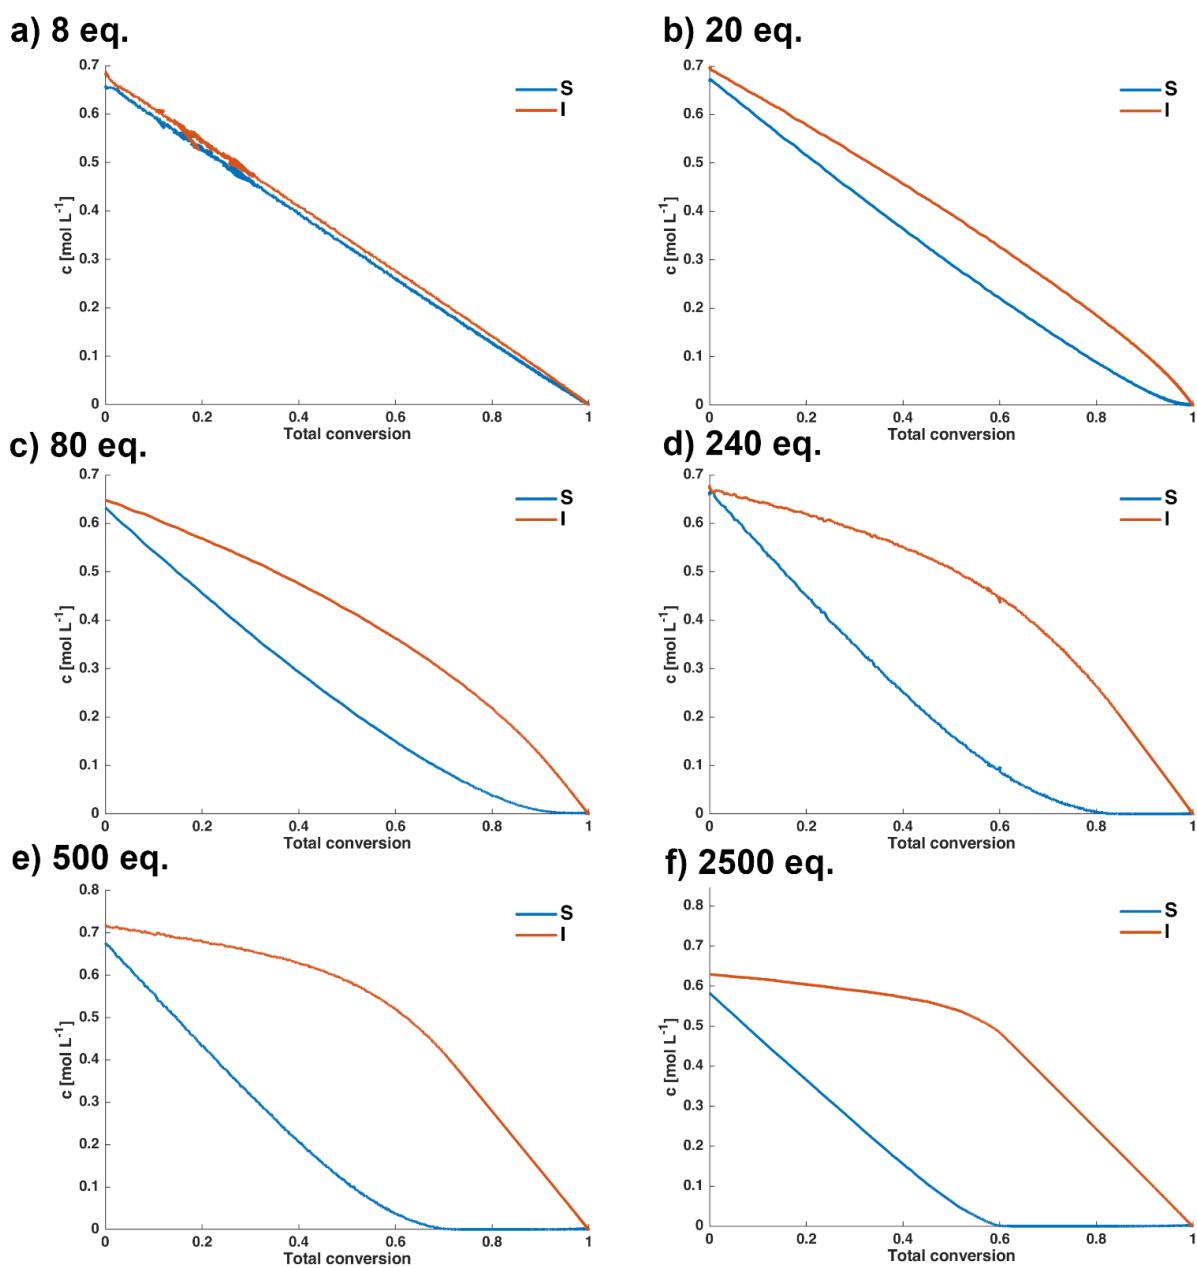 a) 8 eq.
0.7
0.6
0.5
0.4
0.3
0.2
0.1
0
c [mol L⁻¹]
0 0.2 0.4 0.6 0.8 1
Total conversion
S
I
b) 20 eq.
0.7
0.6
0.5
0.4
0.3
0.2
0.1
0
c [mol L⁻¹]
0 0.2 0.4 0.6 0.8 1
Total conversion
S
I
c) 80 eq.
0.7
0.6
0.5
0.4
0.3
0.2
0.1
0
c [mol L⁻¹]
0 0.2 0.4 0.6 0.8 1
Total conversion
S
I
d) 240 eq.
0.7
0.6
0.5
0.4
0.3
0.2
0.1
0
c [mol L⁻¹]
0 0.2 0.4 0.6 0.8 1
Total conversion
S
I
e) 500 eq.
0.8
0.7
0.6
0.5
0.4
0.3
0.2
0.1
0
c [mol L⁻¹]
0 0.2 0.4 0.6 0.8 1
Total conversion
S
I
f) 2500 eq.
0.8
0.7
0.6
0.5
0.4
0.3
0.2
0.1
0
c [mol L⁻¹]
0 0.2 0.4 0.6 0.8 1
Total conversion
S
I